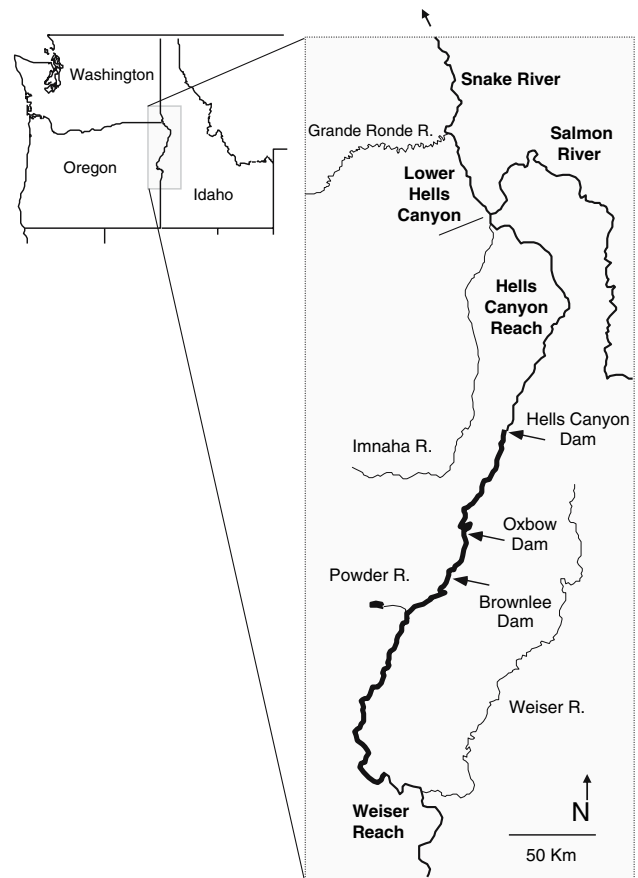 Washington
Oregon
Idaho
Snake River
Grande Ronde R.
Salmon
River
Lower
Hells
Canyon
Hells
Canyon
Reach
Hells Canyon
Dam
Imnaha R.
Oxbow
Dam
Powder R.
Brownlee
Dam
Weiser R.
Weiser
Reach
N
50 Km